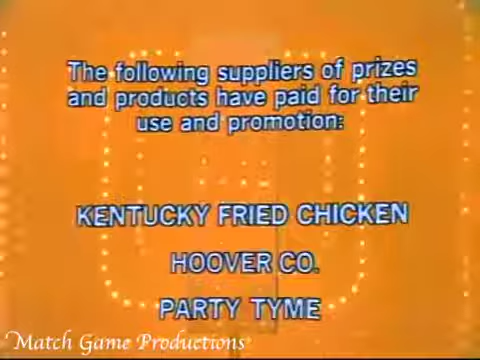 The following suppliers of prizes
and products have paid for their
use and promotion:
KENTUCKY FRIED CHICKEN
HOOVER CO.
PARTY TYME
Match Game Productions